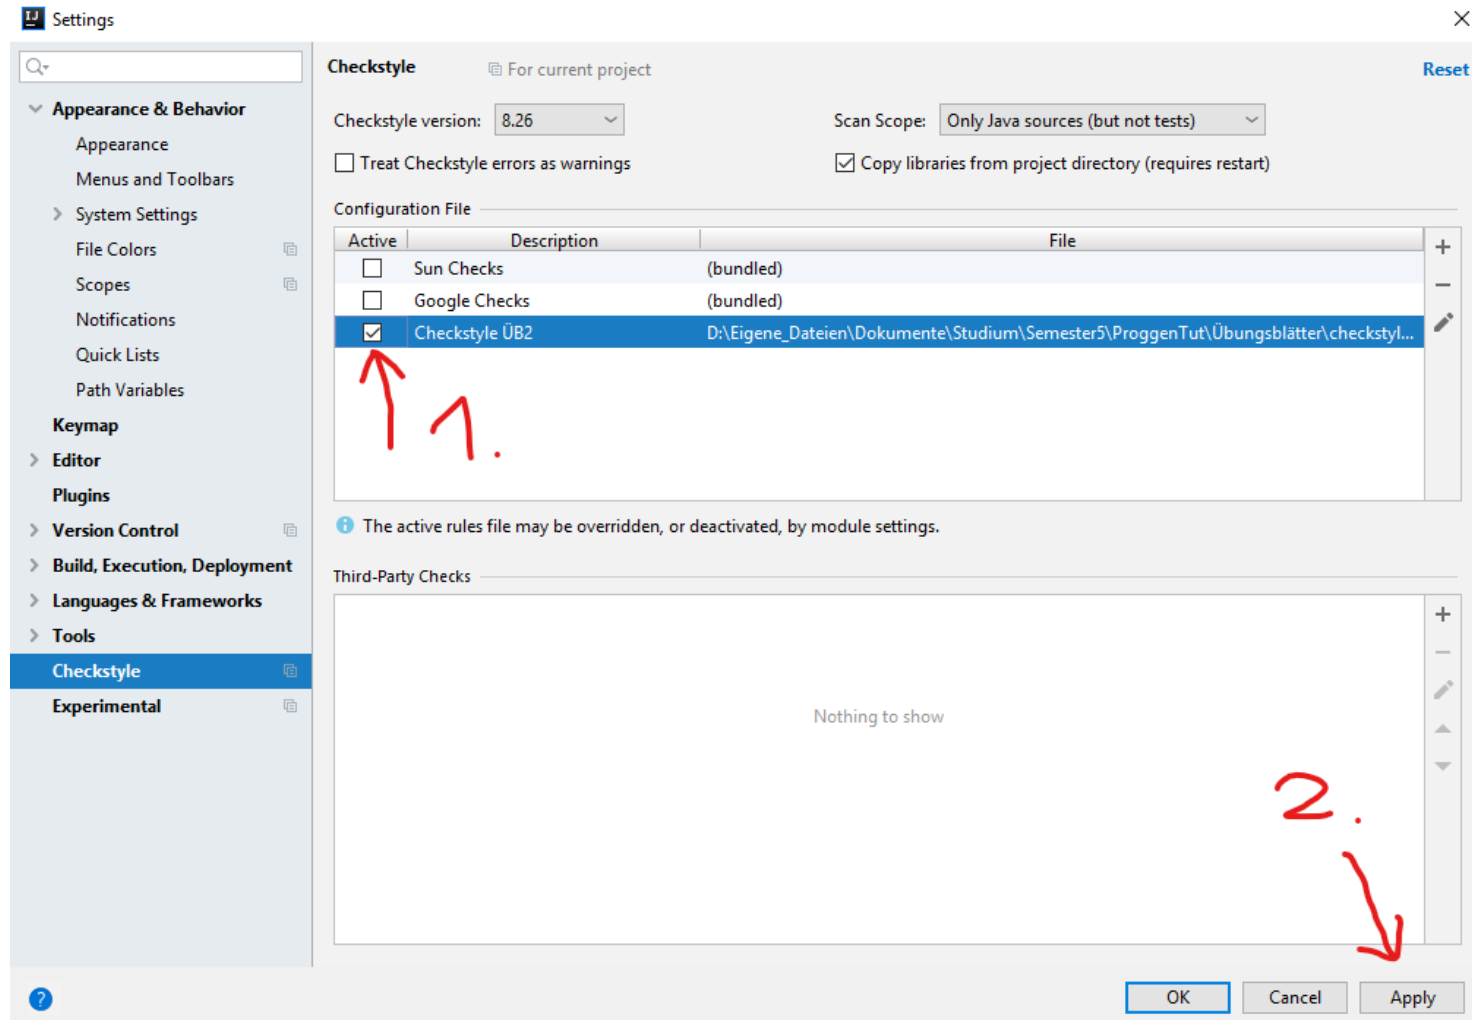 Settings
Checkstyle For current project Reset
Appearance & Behavior
Appearance
Menus and Toolbars
System Settings
File Colors
Scopes
Notifications
Quick Lists
Path Variables
Keymap
Editor
Plugins
Version Control
Build, Execution, Deployment
Languages & Frameworks
Tools
Checkstyle
Experimental
Checkstyle version: 8.26 Scan Scope: Only Java sources (but not tests)
Treat Checkstyle errors as warnings Copy libraries from project directory (requires restart)
Configuration File
Active Description File
Sun Checks (bundled)
Google Checks (bundled)
Checkstyle ÜB2 D:\Eigene_Dateien\Dokumente\Studium\Semester5\ProggenTut\Übungsblätter\checkstyl...
1.
The active rules file may be overridden, or deactivated, by module settings.
Third-Party Checks
Nothing to show
2.
OK Cancel Apply